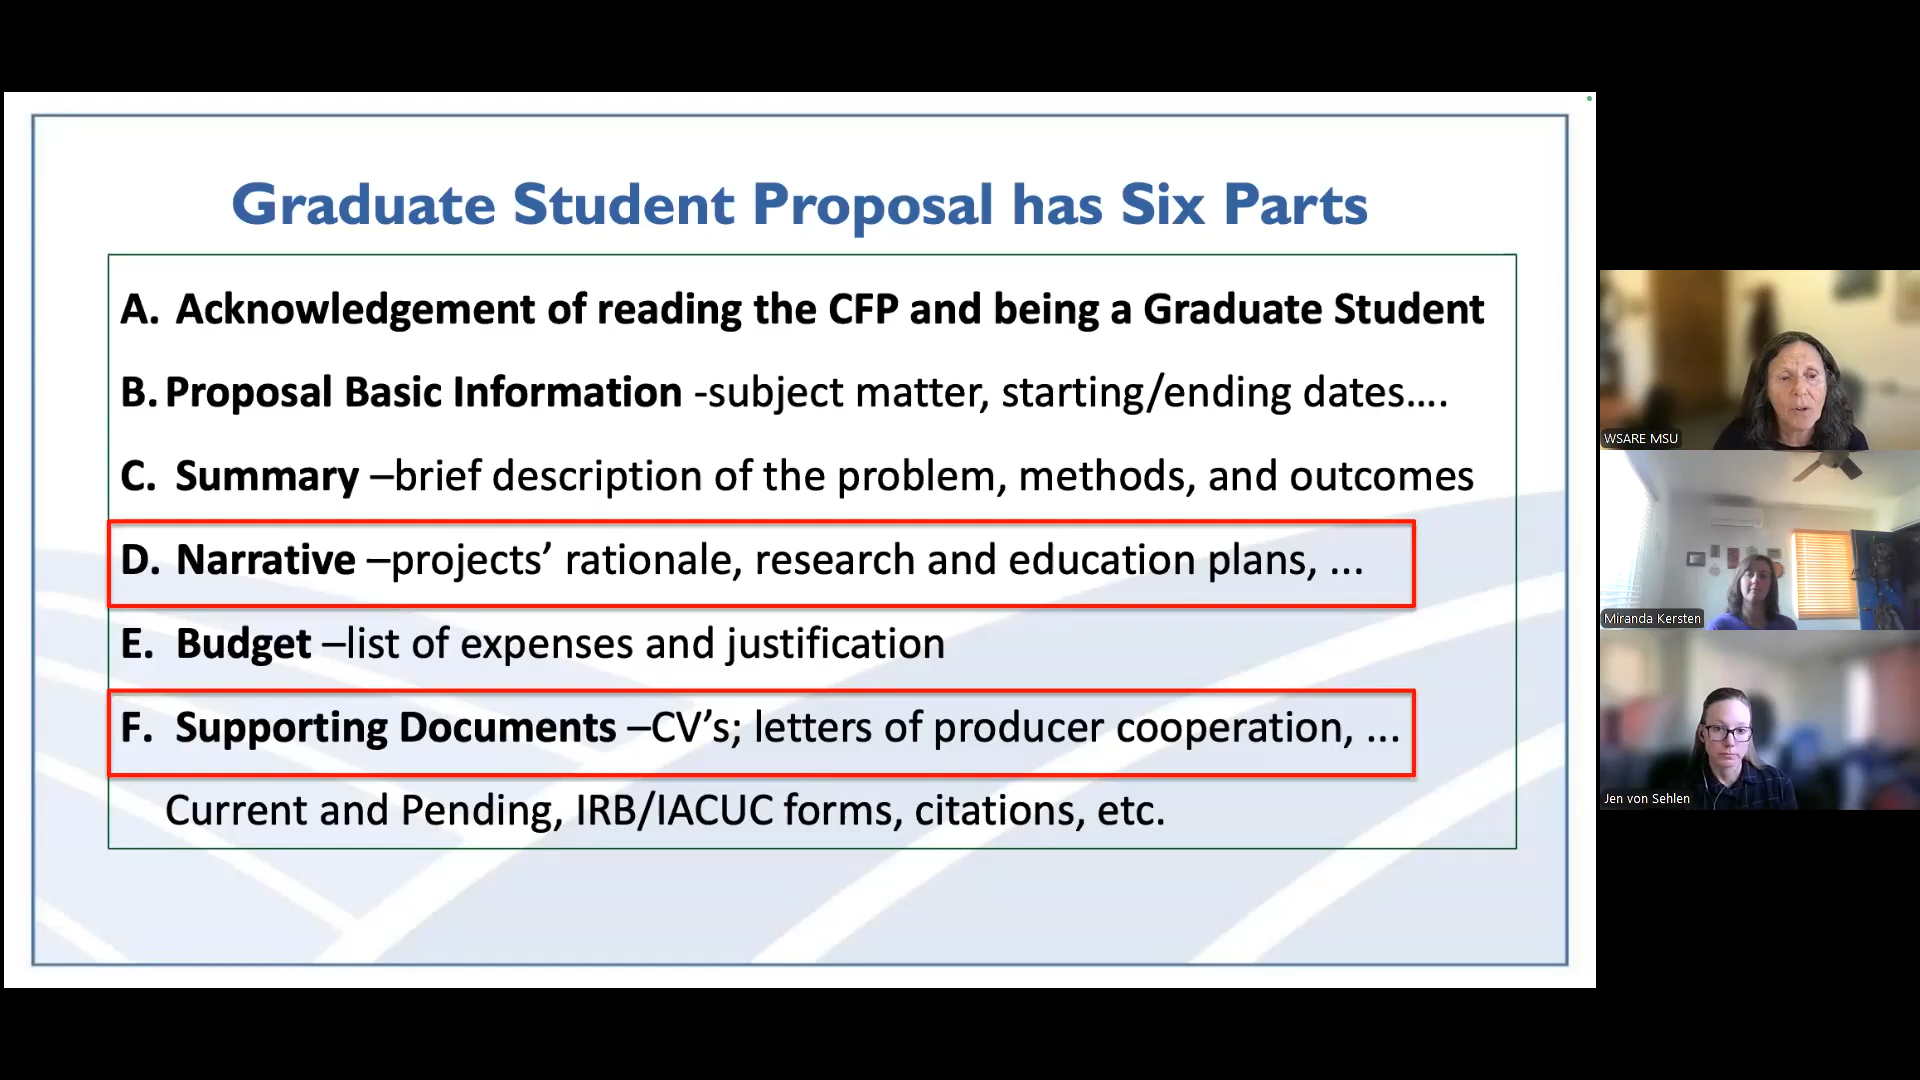 Graduate Student Proposal has Six Parts
A. Acknowledgement of reading the CFP and being a Graduate Student
B. Proposal Basic Information -subject matter, starting/ending dates....
C. Summary –brief description of the problem, methods, and outcomes
D. Narrative –projects’ rationale, research and education plans, ...
E. Budget –list of expenses and justification
F. Supporting Documents –CV’s; letters of producer cooperation, ...
Current and Pending, IRB/IACUC forms, citations, etc.
WSARE MSU
Miranda Kersten
Jen von Sehlen